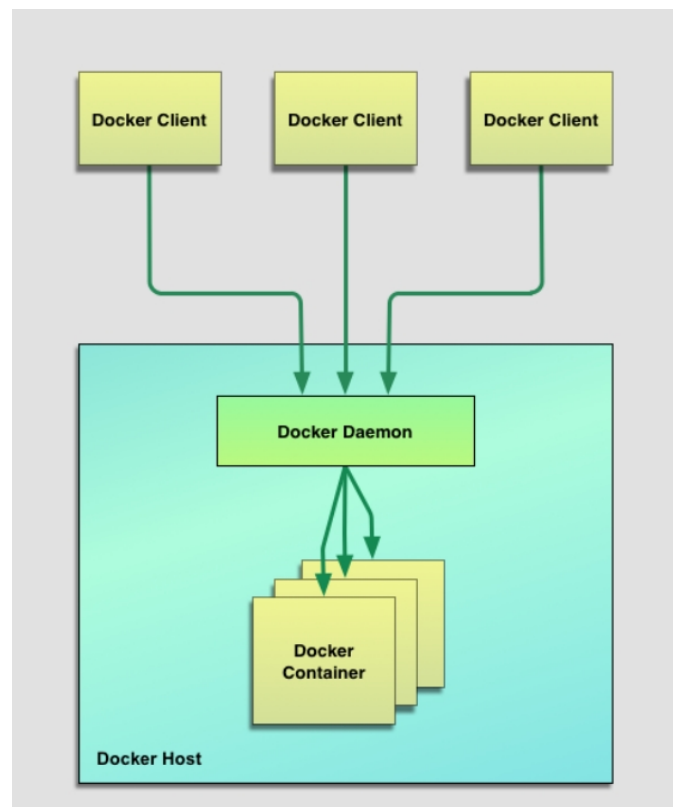 Docker Client
Docker Client
Docker Client
Docker Daemon
Docker
Container
Docker Host